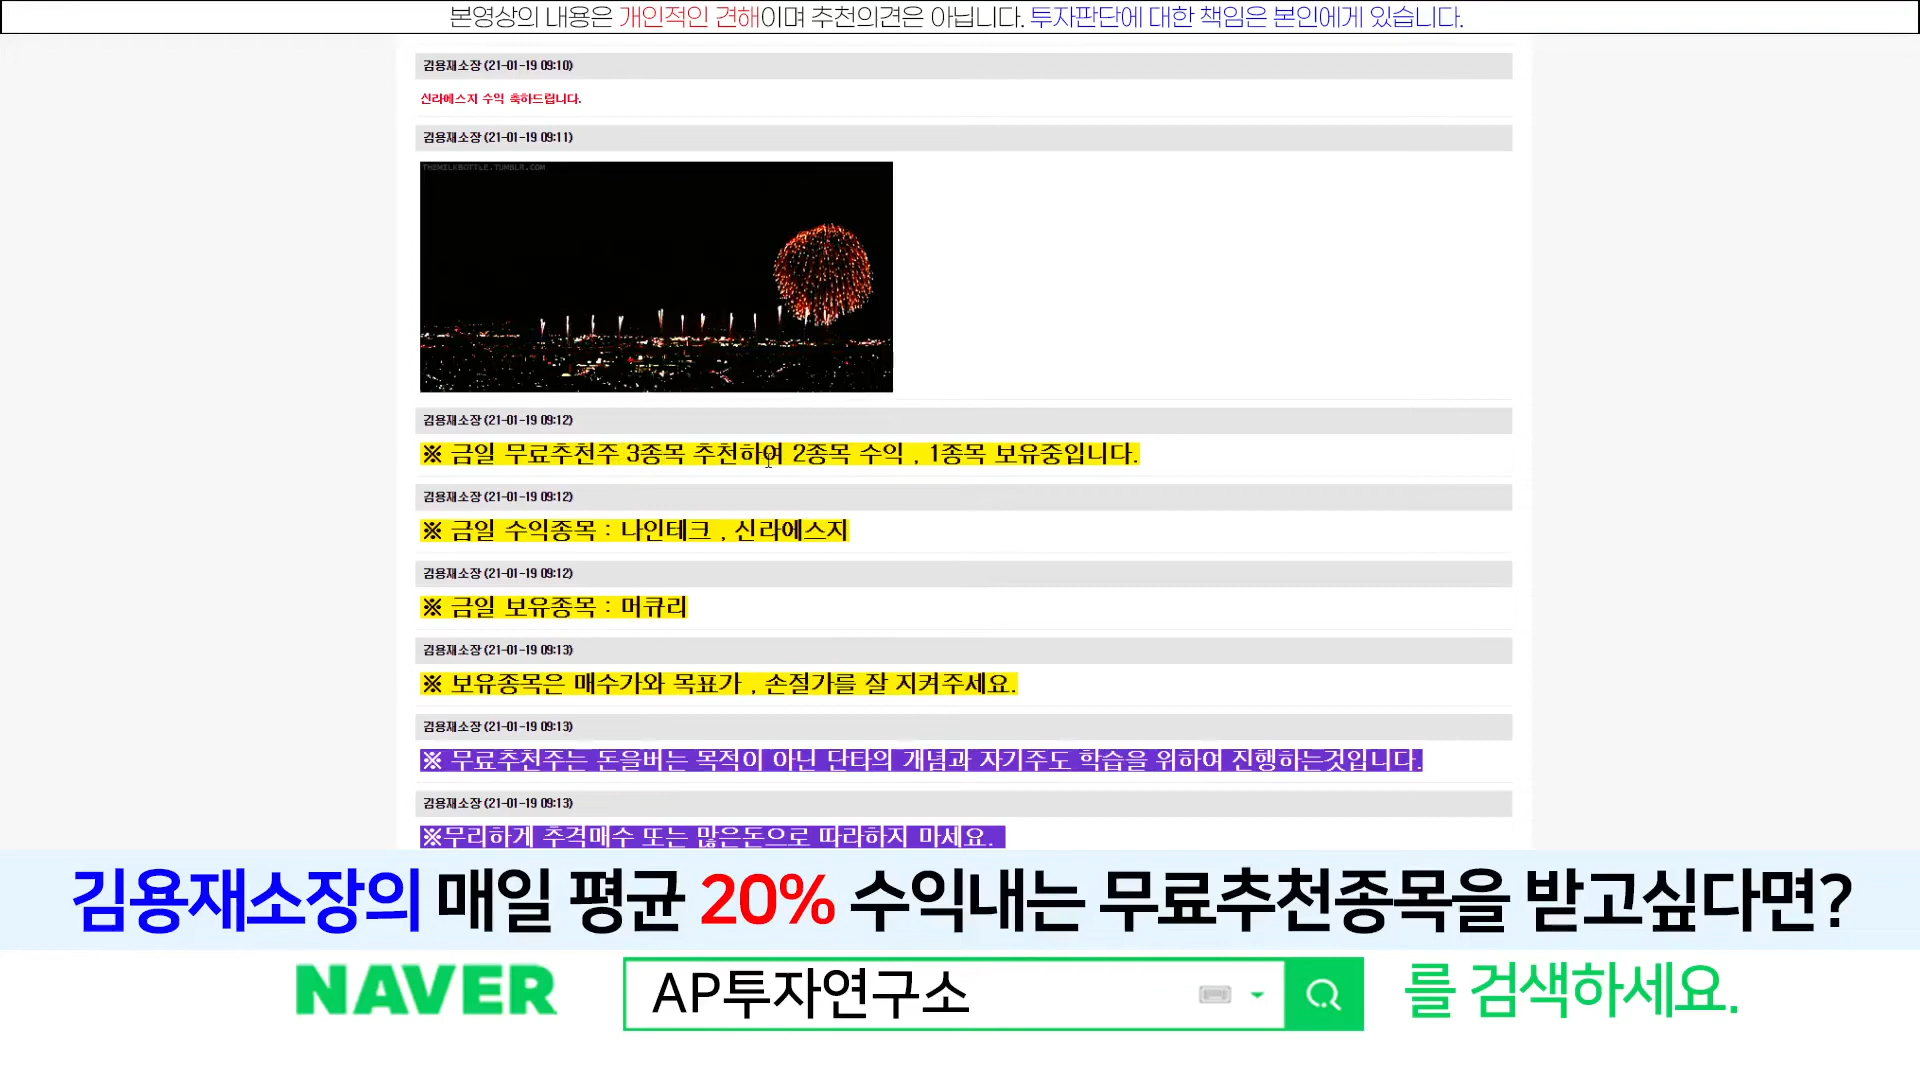 본영상의 내용은 개인적인 견해이며 추천의견은 아닙니다. 투자판단에 대한 책임은 본인에게 있습니다.
김용재소장 (21-01-19 09:10)
신라에스지 수익 축하드립니다.
김용재소장 (21-01-19 09:11)
THEMILKBOTTLE.TUMBLR.COM
김용재소장 (21-01-19 09:12)
※ 금일 무료추천주 3종목 추천하여 2종목 수익 , 1종목 보유중입니다.
김용재소장 (21-01-19 09:12)
※ 금일 수익종목 : 나인테크 , 신라에스지
김용재소장 (21-01-19 09:12)
※ 금일 보유종목 : 머큐리
김용재소장 (21-01-19 09:13)
※ 보유종목은 매수가와 목표가 , 손절가를 잘 지켜주세요.
김용재소장 (21-01-19 09:13)
※ 무료추천주는 돈을버는 목적이 아닌 단타의 개념과 자기주도 학습을 위하여 진행하는것입니다.
김용재소장 (21-01-19 09:13)
※무리하게 추격매수 또는 많은돈으로 따라하지 마세요.
김용재소장의 매일 평균 20% 수익내는 무료추천종목을 받고싶다면?
NAVER AP투자연구소 를 검색하세요.